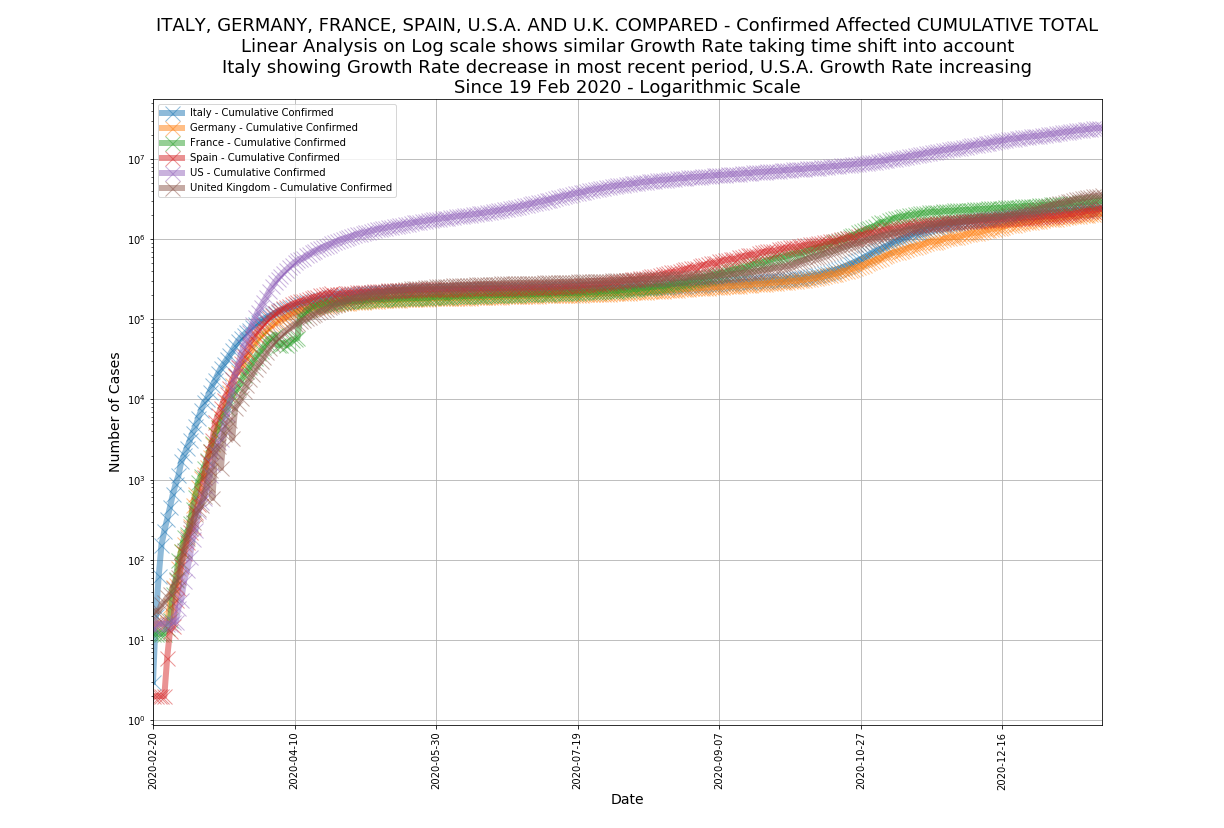 ITALY, GERMANY, FRANCE, SPAIN, U.S.A. AND U.K. COMPARED - Confirmed Affected CUMULATIVE TOTAL
Linear Analysis on Log scale shows similar Growth Rate taking time shift into account
Italy showing Growth Rate decrease in most recent period, U.S.A. Growth Rate increasing
Since 19 Feb 2020 - Logarithmic Scale
Italy - Cumulative Confirmed
Germany - Cumulative Confirmed
France - Cumulative Confirmed
Spain - Cumulative Confirmed
US - Cumulative Confirmed
United Kingdom - Cumulative Confirmed
Number of Cases
10⁷
10⁶
10⁵
10⁴
10³
10²
10¹
10⁰
2020-02-20
2020-04-10
2020-05-30
2020-07-19
2020-09-07
2020-10-27
2020-12-16
Date